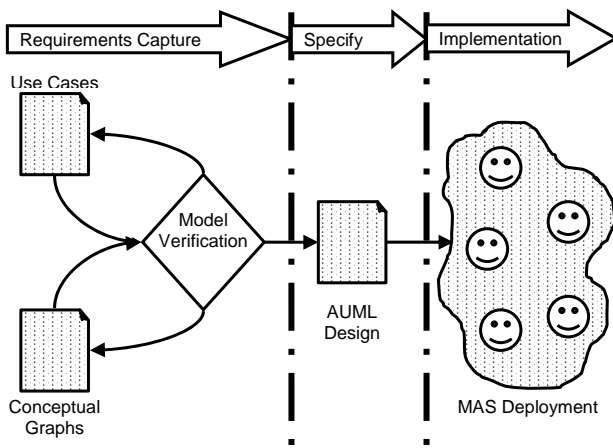 Requirements Capture
Specify
Implementation
Use Cases
Model
Verification
AUML
Design
Conceptual
Graphs
MAS Deployment